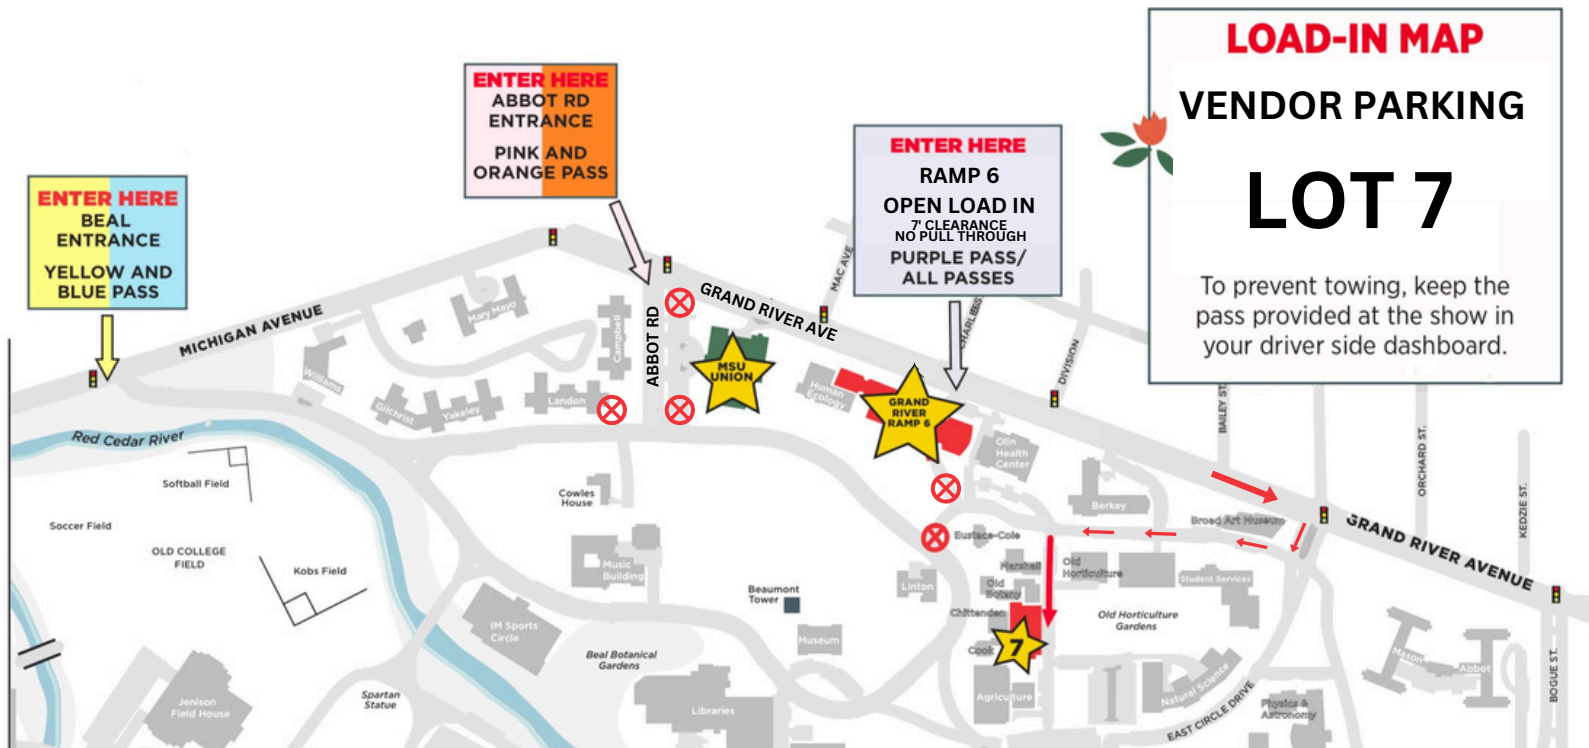 LOAD-IN MAP
VENDOR PARKING
LOT 7
To prevent towing, keep the
pass provided at the show in
your driver side dashboard.
ENTER HERE
ABBOT RD
ENTRANCE
PINK AND
ORANGE PASS
ENTER HERE
RAMP 6
OPEN LOAD IN
7' CLEARANCE
NO PULL THROUGH
PURPLE PASS/
ALL PASSES
ENTER HERE
BEAL
ENTRANCE
YELLOW AND
BLUE PASS
MICHIGAN AVENUE
GRAND RIVER AVE
MAC AVE
DIVISION
BAILEY ST.
ORCHARD ST.
KEDZIE ST.
BOGUE ST.
GRAND RIVER AVENUE
ABBOT RD
Mary Mayo
Campbell
Williams
Gilchrist
Yakeley
Landon
MSU
UNION
Human
Ecology
GRAND
RIVER
RAMP 6
Olin
Health
Center
Berkey
Broad Art Museum
Red Cedar River
Softball Field
Soccer Field
OLD COLLEGE
FIELD
Kobs Field
Cowles
House
Music
Building
Eustace-Cole
Marshall
Old
Horticulture
Student Services
Linton
Old
Botany
Chittenden
Cook
7
Old Horticulture
Gardens
Beaumont
Tower
Museum
IM Sports
Circle
Beal Botanical
Gardens
Spartan
Statue
Jenison
Field House
Libraries
Agriculture
Natural Science
EAST CIRCLE DRIVE
Physics &
Astronomy
Mason
Abbot